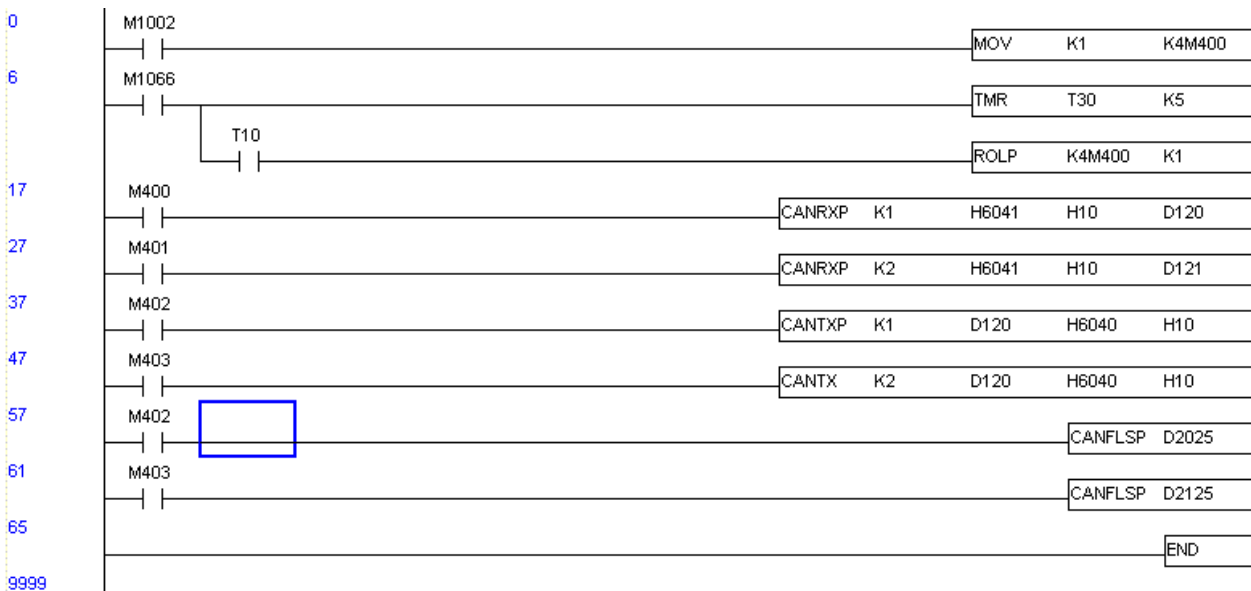 0 M1002
MOV K1 K4M400
6 M1066
TMR T30 K5
T10
ROLP K4M400 K1
17 M400
CANRXP K1 H6041 H10 D120
27 M401
CANRXP K2 H6041 H10 D121
37 M402
CANTXP K1 D120 H6040 H10
47 M403
CANTX K2 D120 H6040 H10
57 M402
CANFLSP D2025
61 M403
CANFLSP D2125
65
END
9999